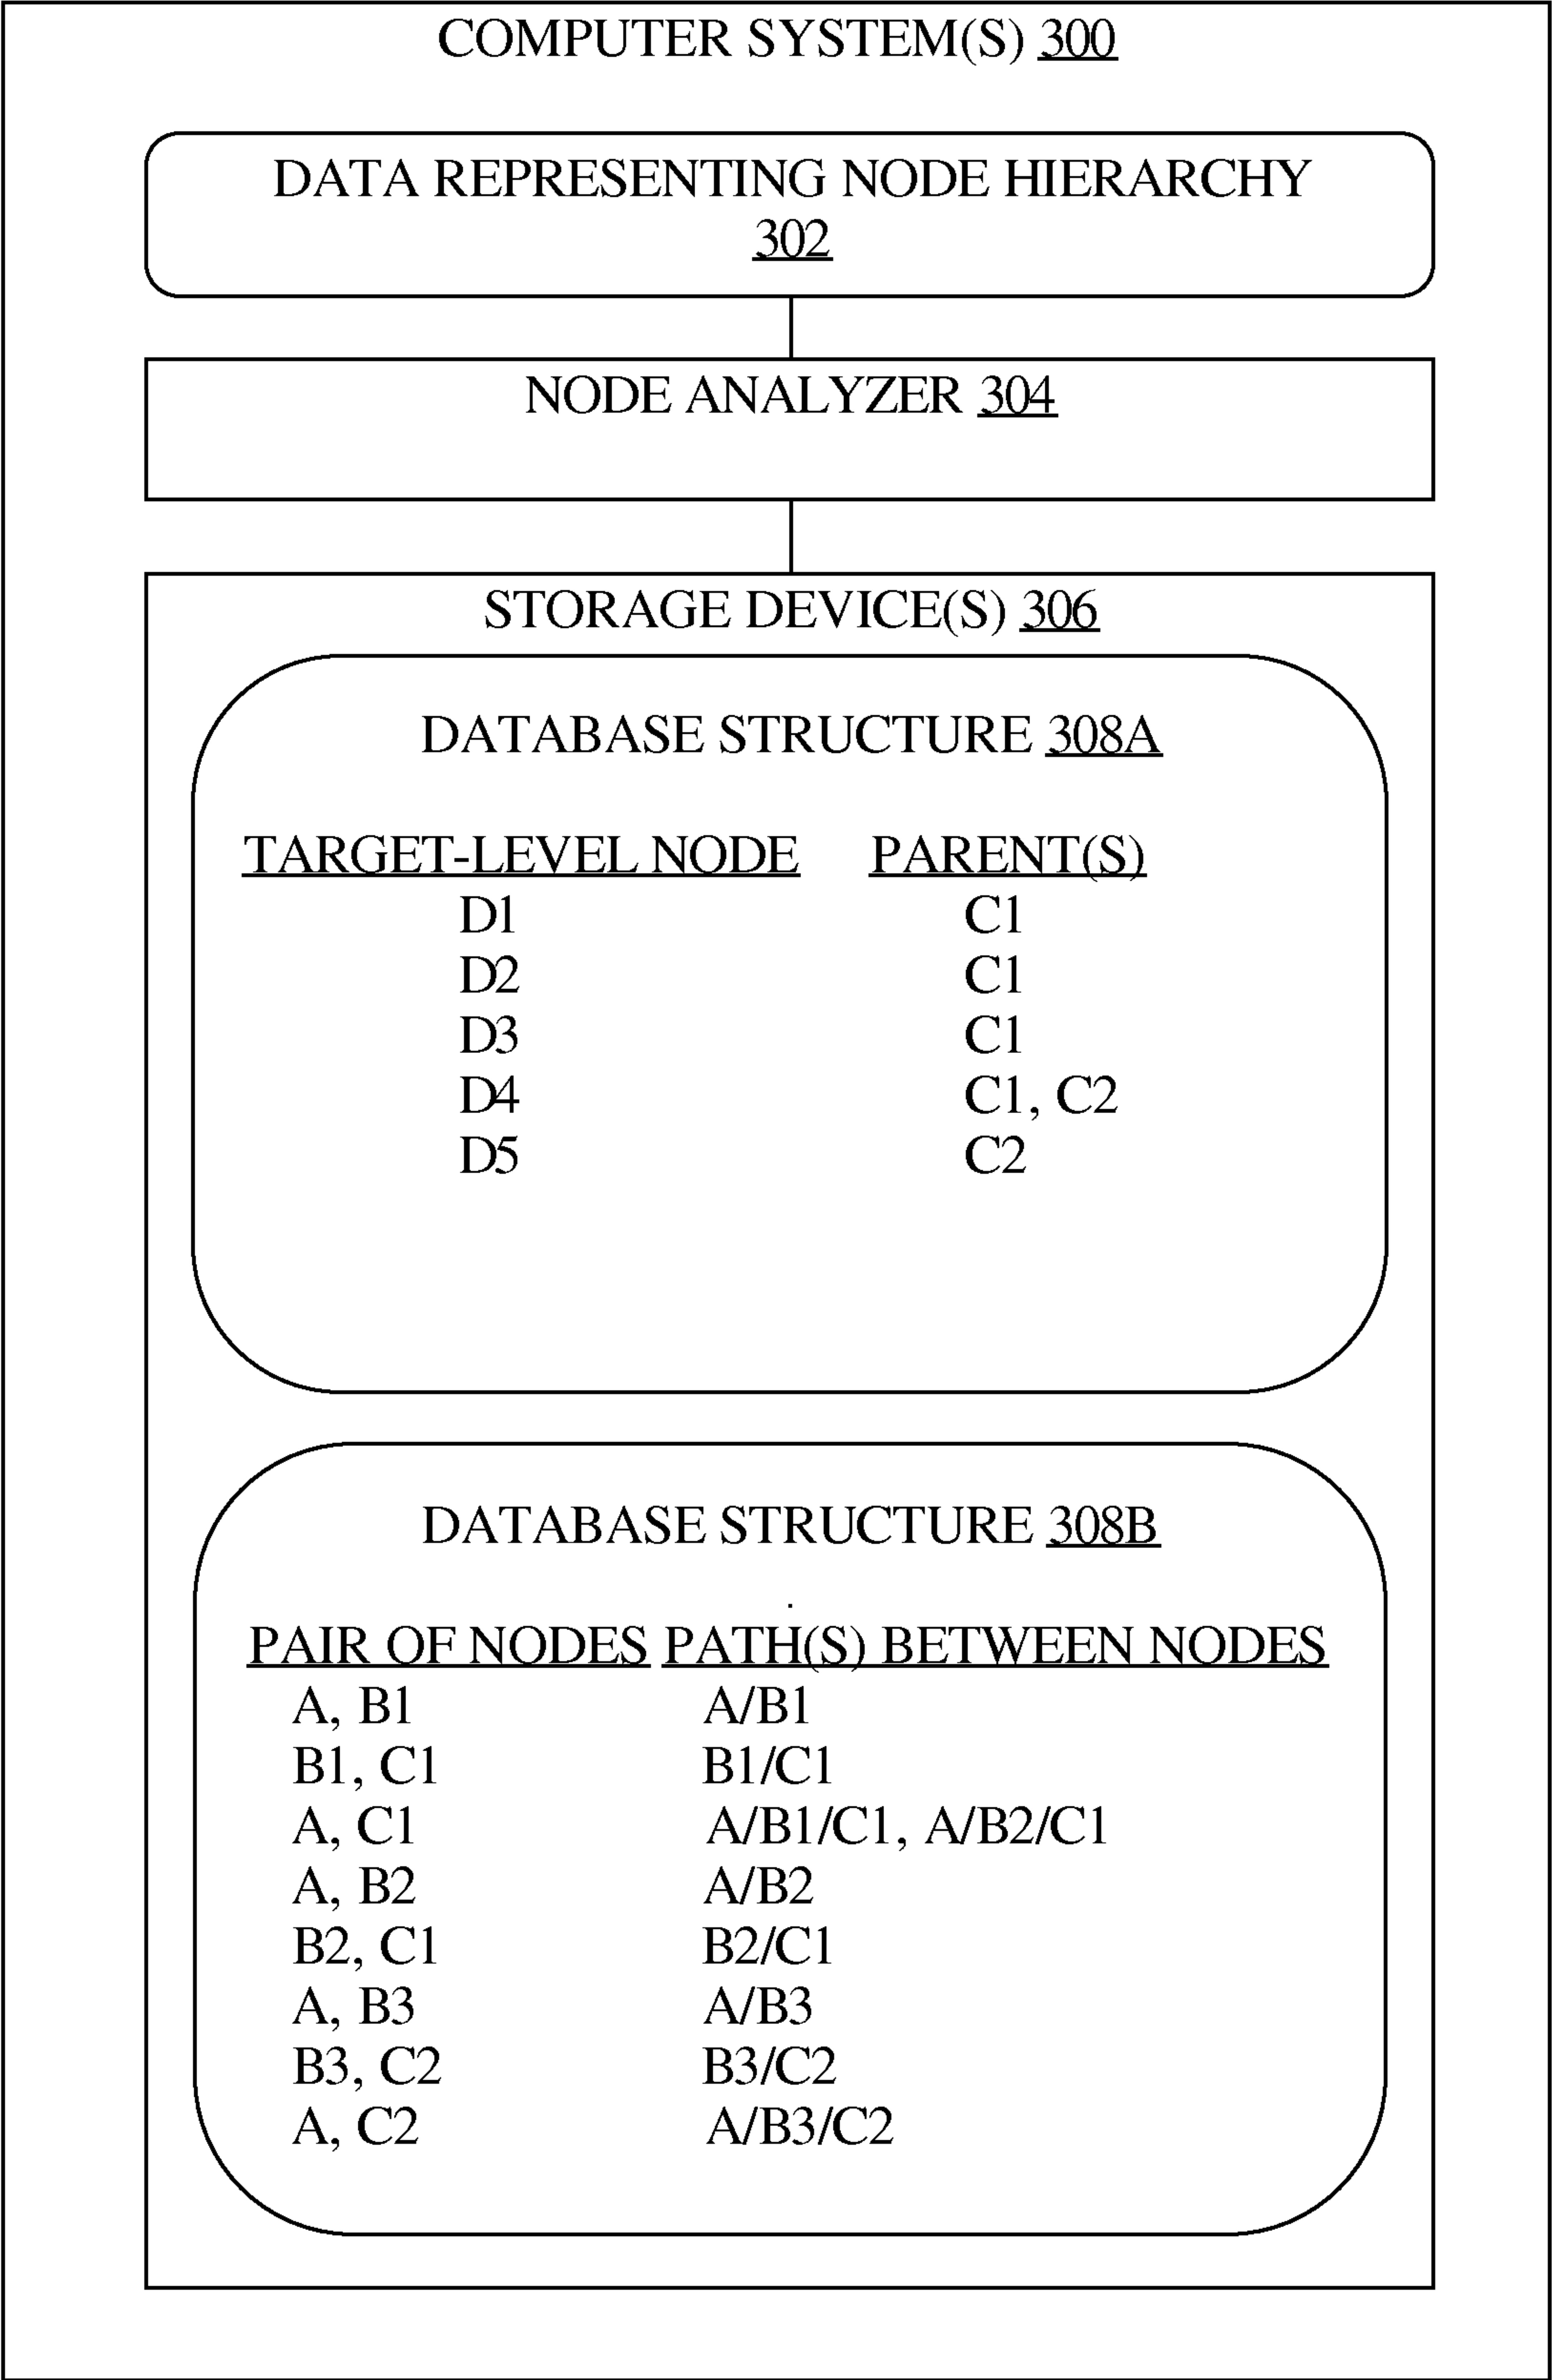 COMPUTER SYSTEM(S) 300
DATA REPRESENTING NODE HIERARCHY
302
NODE ANALYZER 304
STORAGE DEVICE(S) 306
DATABASE STRUCTURE 308A
TARGET-LEVEL NODE PARENT(S)
D1 C1
D2 C1
D3 C1
D4 C1, C2
D5 C2
DATABASE STRUCTURE 308B
.
PAIR OF NODES PATH(S) BETWEEN NODES
A, B1 A/B1
B1, C1 B1/C1
A, C1 A/B1/C1, A/B2/C1
A, B2 A/B2
B2, C1 B2/C1
A, B3 A/B3
B3, C2 B3/C2
A, C2 A/B3/C2